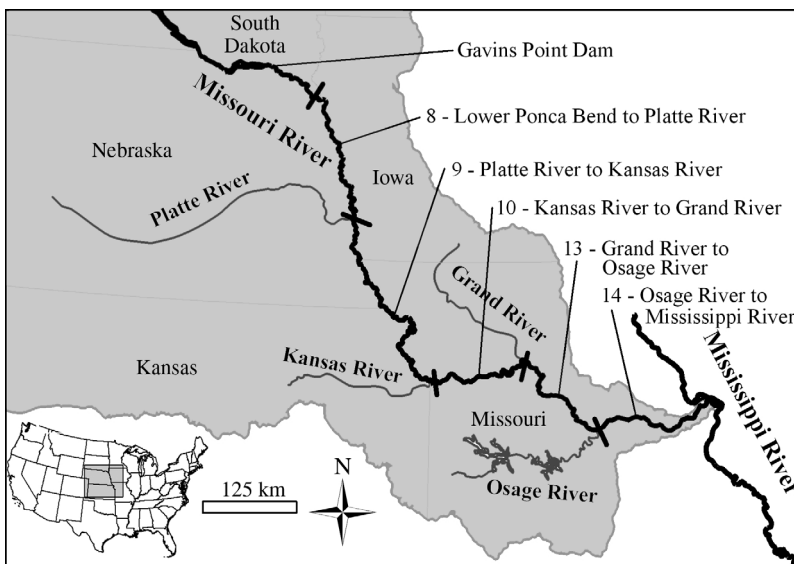 South
Dakota
Gavins Point Dam
Missouri River
8 - Lower Ponca Bend to Platte River
Nebraska
Iowa
9 - Platte River to Kansas River
Platte River
10 - Kansas River to Grand River
13 - Grand River to
Osage River
Grand River
14 - Osage River to
Mississippi River
Kansas
Kansas River
Mississippi River
Missouri
Osage River
N
125 km